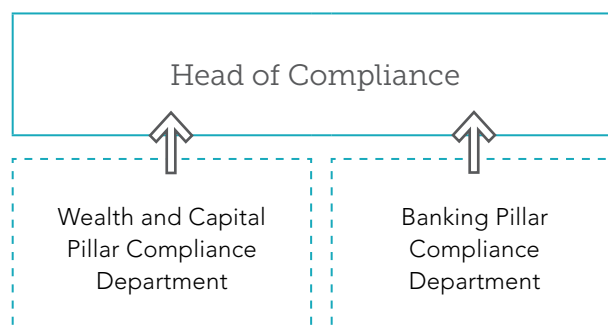 Head of Compliance
Wealth and Capital
Pillar Compliance
Department
Banking Pillar
Compliance
Department